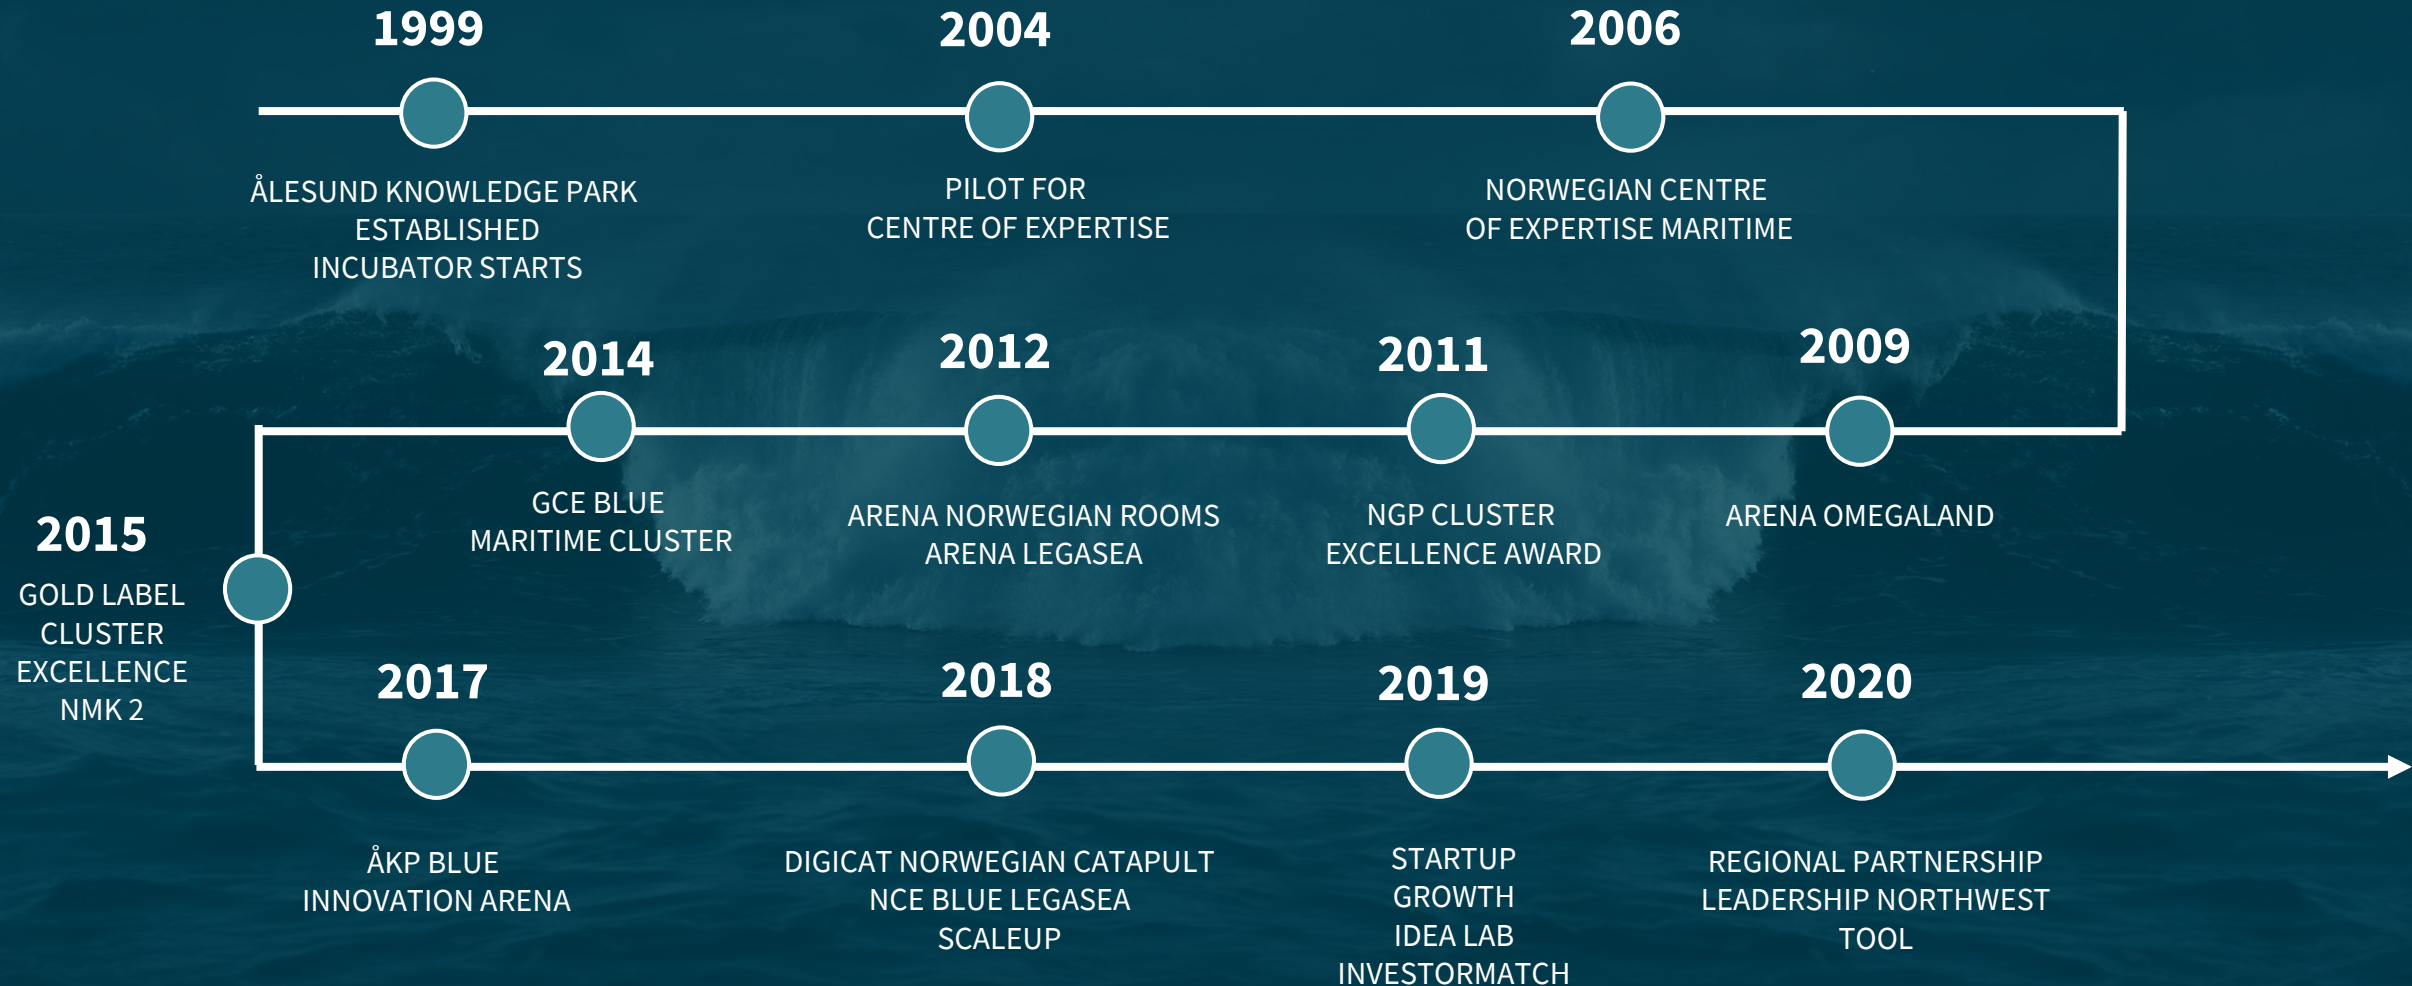 1999
ÅLESUND KNOWLEDGE PARK
ESTABLISHED
INCUBATOR STARTS
2004
PILOT FOR
CENTRE OF EXPERTISE
2006
NORWEGIAN CENTRE
OF EXPERTISE MARITIME
2009
ARENA OMEGALAND
2011
NGP CLUSTER
EXCELLENCE AWARD
2012
ARENA NORWEGIAN ROOMS
ARENA LEGASEA
2014
GCE BLUE
MARITIME CLUSTER
2015
GOLD LABEL
CLUSTER
EXCELLENCE
NMK 2
2017
ÅKP BLUE
INNOVATION ARENA
2018
DIGICAT NORWEGIAN CATAPULT
NCE BLUE LEGASEA
SCALEUP
2019
STARTUP
GROWTH
IDEA LAB
INVESTORMATCH
2020
REGIONAL PARTNERSHIP
LEADERSHIP NORTHWEST
TOOL